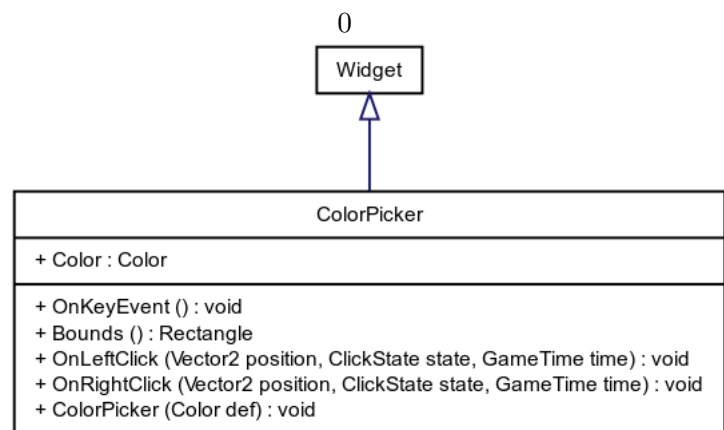 0
Widget
ColorPicker
+ Color : Color
+ OnKeyEvent () : void
+ Bounds () : Rectangle
+ OnLeftClick (Vector2 position, ClickState state, GameTime time) : void
+ OnRightClick (Vector2 position, ClickState state, GameTime time) : void
+ ColorPicker (Color def) : void